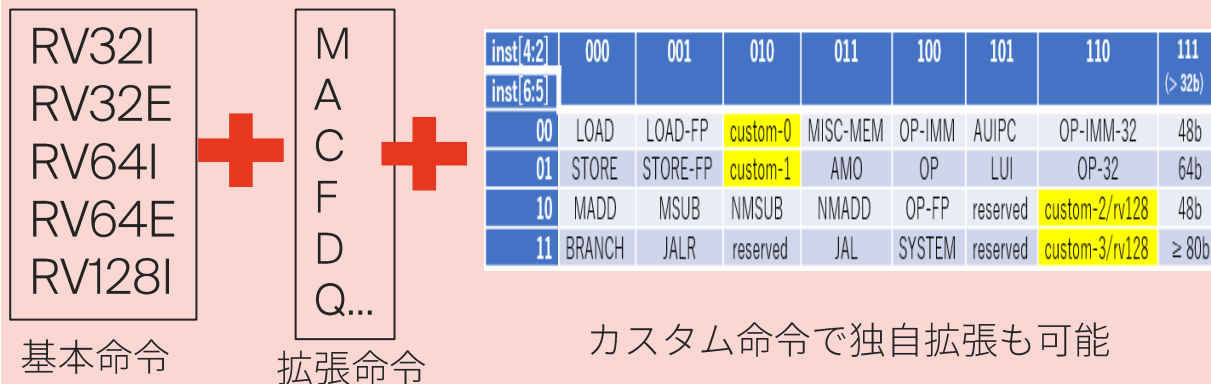 RV32I
RV32E
RV64I
RV64E
RV128I
基本命令
M
A
C
F
D
Q...
拡張命令
inst[4:2] 000 001 010 011 100 101 110 111
(> 32b)
inst[6:5]
00 LOAD LOAD-FP custom-0 MISC-MEM OP-IMM AUIPC OP-IMM-32 48b
01 STORE STORE-FP custom-1 AMO OP LUI OP-32 64b
10 MADD MSUB NMSUB NMADD OP-FP reserved custom-2/rv128 48b
11 BRANCH JALR reserved JAL SYSTEM reserved custom-3/rv128 ≥ 80b
カスタム命令で独自拡張も可能